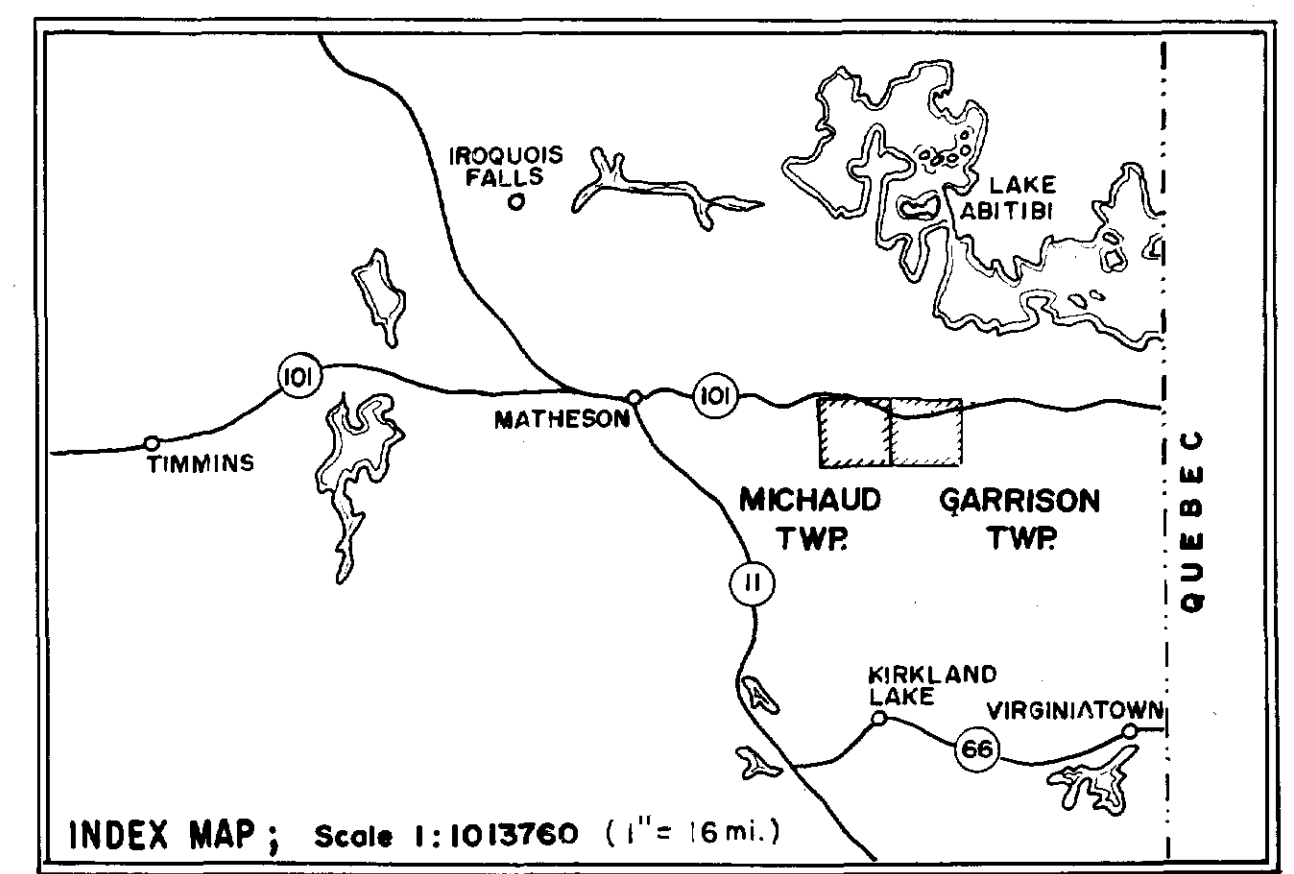 IROQUOIS
FALLS
LAKE
ABITIBI
101
TIMMINS
MATHESON
101
MICHAUD
TWP.
GARRISON
TWP.
QUEBEC
11
KIRKLAND
LAKE
VIRGINIATOWN
66
INDEX MAP; Scale 1:1013760 (1"= 16 mi.)